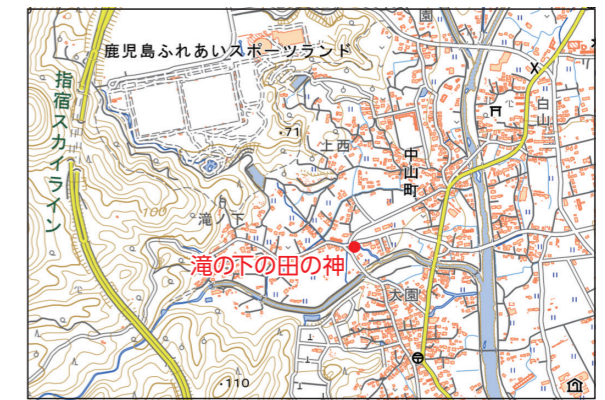 鹿児島ふれあいスポーツランド
園
指宿スカイライン
白山
・71
上西
中山町
100
滝ノ下
滝の下の田の神
大園
・110